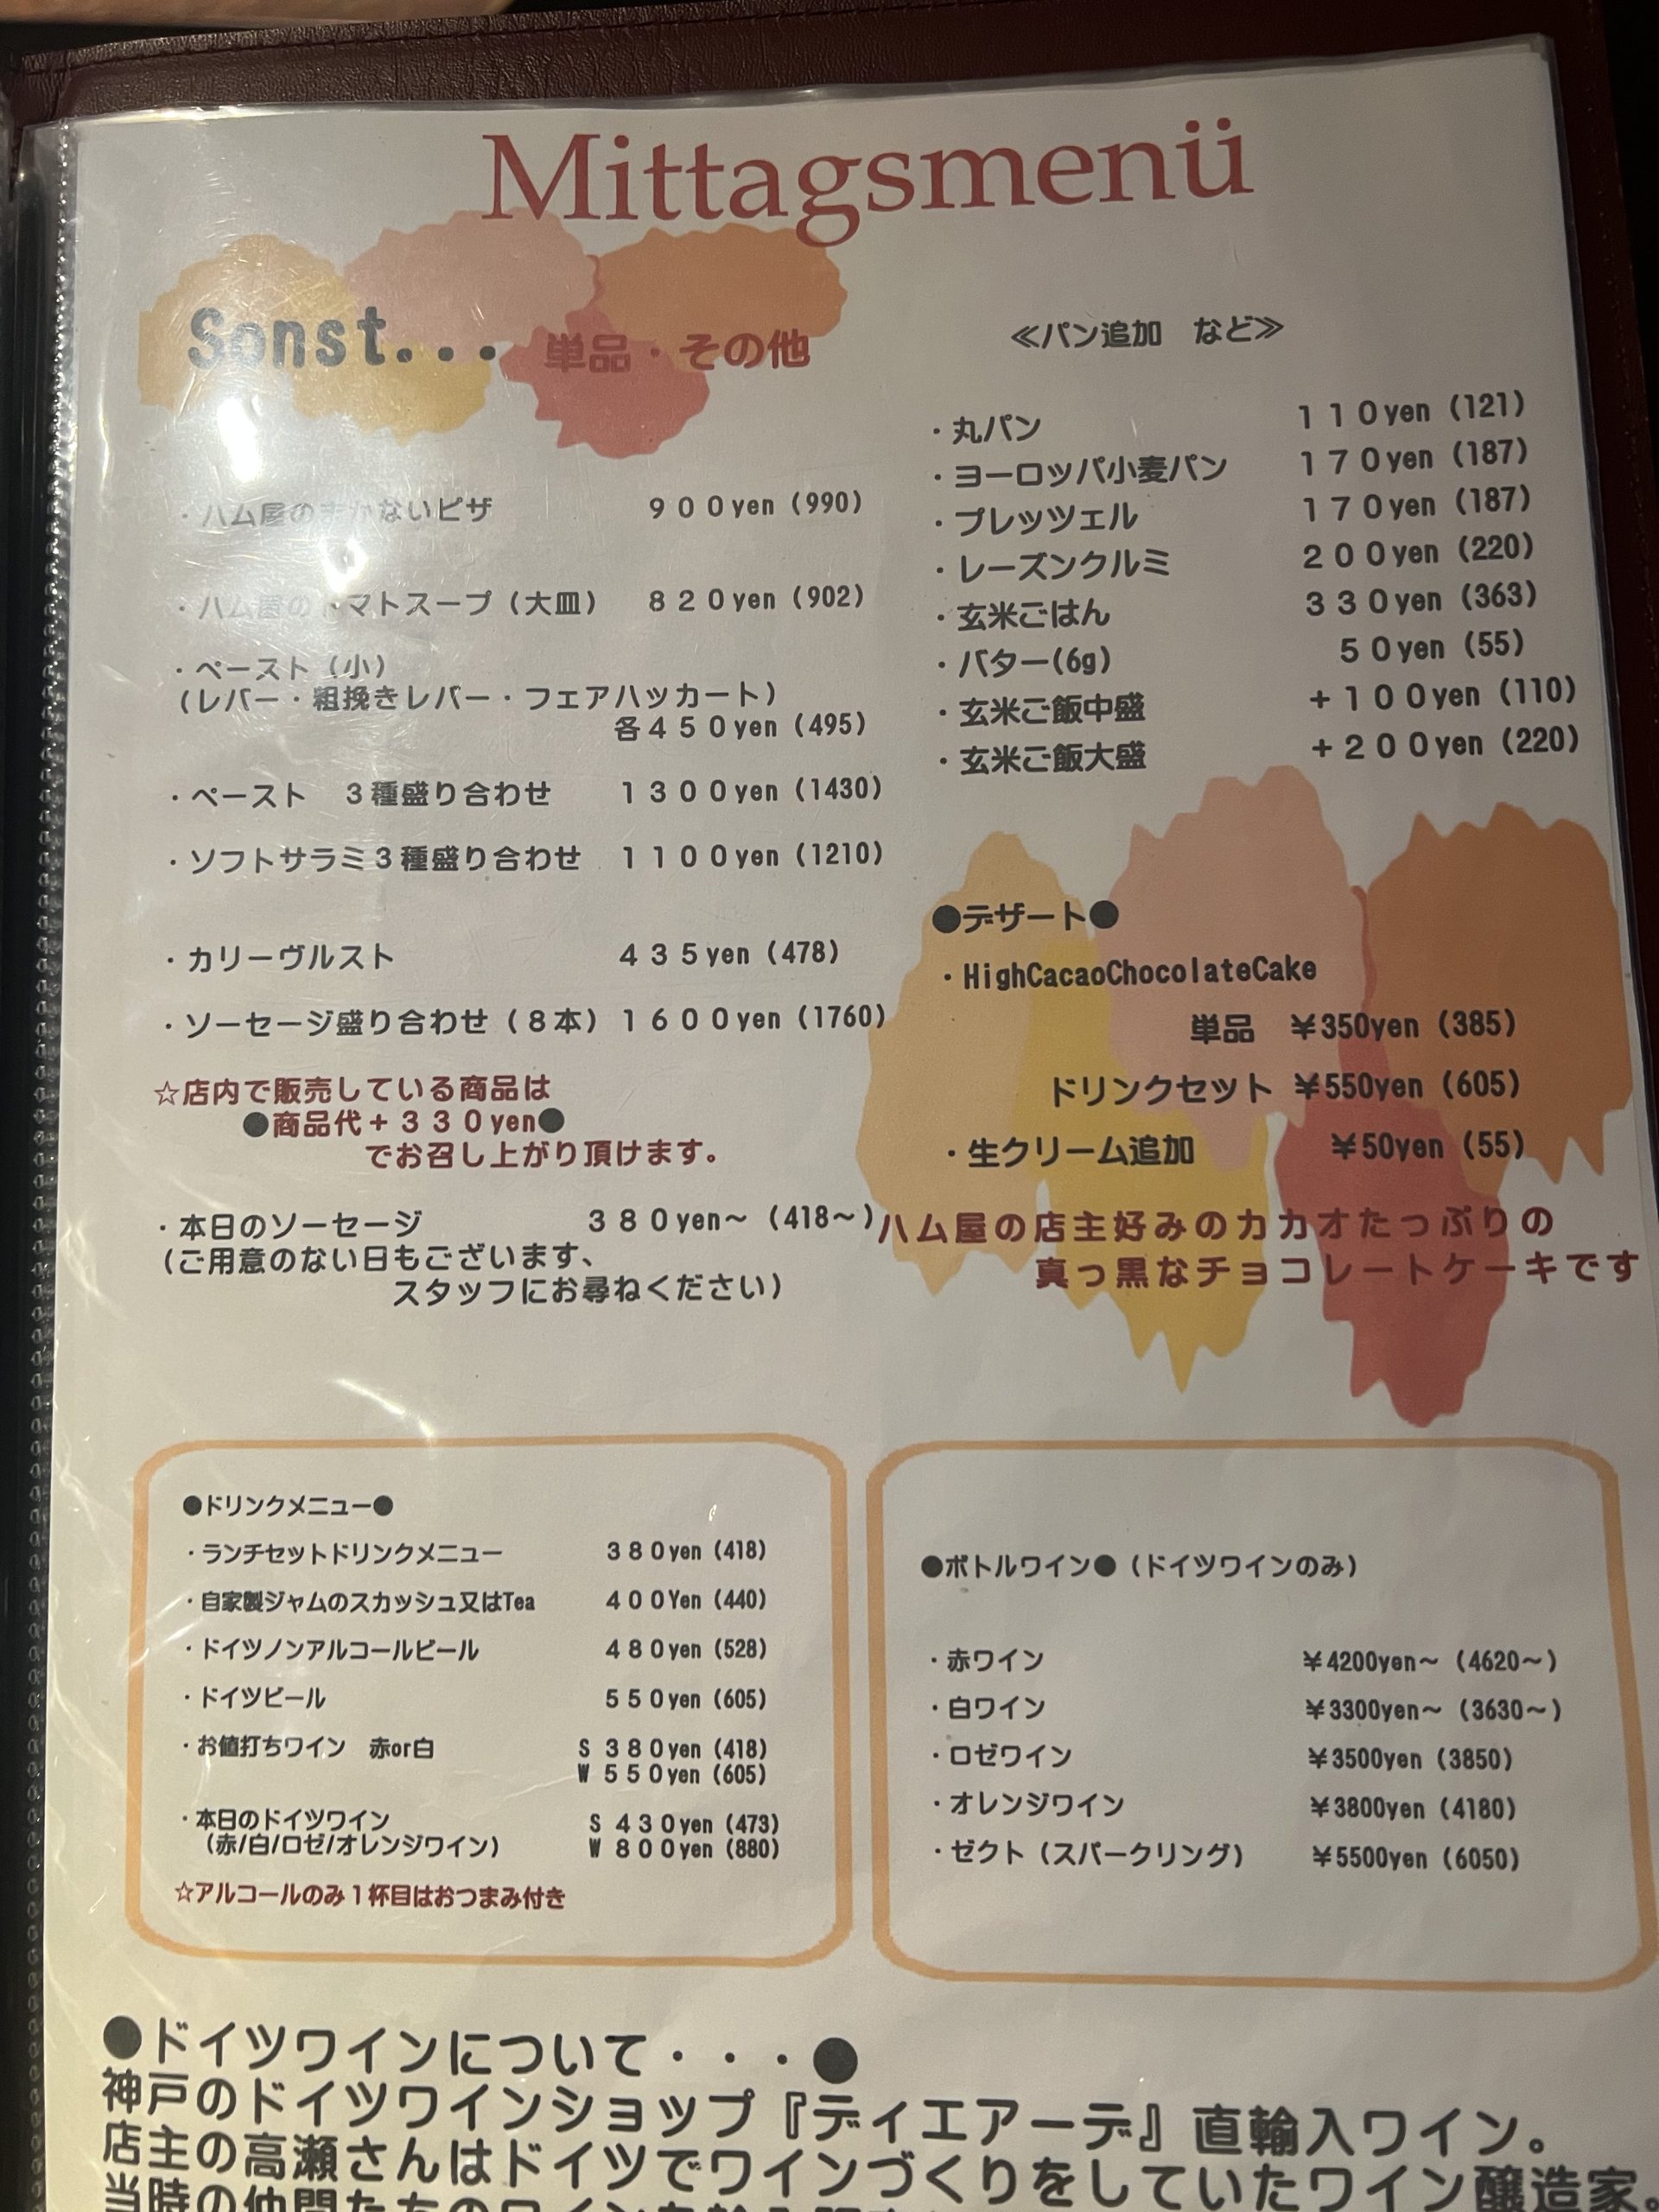 Mittagsmenü
Sonst... 単品・その他
・ハム屋のまかないピザ ９００yen (990)
・ハム屋のトマトスープ（大皿） ８２０yen (902)
・ペースト（小）
（レバー・粗挽きレバー・フェアハッカート）
各４５０yen (495)
・ペースト　３種盛り合わせ １３００yen (1430)
・ソフトサラミ３種盛り合わせ １１００yen (1210)
・カリーヴルスト ４３５yen (478)
・ソーセージ盛り合わせ（８本） １６００yen (1760)
☆店内で販売している商品は
●商品代＋３３０yen●
でお召し上がり頂けます。
・本日のソーセージ ３８０yen～（418～）
（ご用意のない日もございます、
スタッフにお尋ねください）
≪パン追加　など≫
・丸パン １１０yen (121)
・ヨーロッパ小麦パン １７０yen (187)
・プレッツェル １７０yen (187)
・レーズンクルミ ２００yen (220)
・玄米ごはん ３３０yen (363)
・バター(6g) ５０yen (55)
・玄米ご飯中盛 ＋１００yen (110)
・玄米ご飯大盛 ＋２００yen (220)
●デザート●
・HighCacaoChocolateCake
単品　￥350yen (385)
ドリンクセット ￥550yen (605)
・生クリーム追加 ￥50yen (55)
ハム屋の店主好みのカカオたっぷりの
真っ黒なチョコレートケーキです
●ドリンクメニュー●
・ランチセットドリンクメニュー ３８０yen (418)
・自家製ジャムのスカッシュ又はTea ４００Yen (440)
・ドイツノンアルコールビール ４８０yen (528)
・ドイツビール ５５０yen (605)
・お値打ちワイン　赤or白 S ３８０yen (418)
W ５５０yen (605)
・本日のドイツワイン S ４３０yen (473)
（赤/白/ロゼ/オレンジワイン） W ８００yen (880)
☆アルコールのみ１杯目はおつまみ付き
●ボトルワイン●（ドイツワインのみ）
・赤ワイン ￥4200yen～（4620～）
・白ワイン ￥3300yen～（3630～）
・ロゼワイン ￥3500yen (3850)
・オレンジワイン ￥3800yen (4180)
・ゼクト（スパークリング） ￥5500yen (6050)
●ドイツワインについて・・・●
神戸のドイツワインショップ『ディエアーデ』直輸入ワイン。
店主の高瀬さんはドイツでワインづくりをしていたワイン醸造家。
当時の仲間たちのワインを